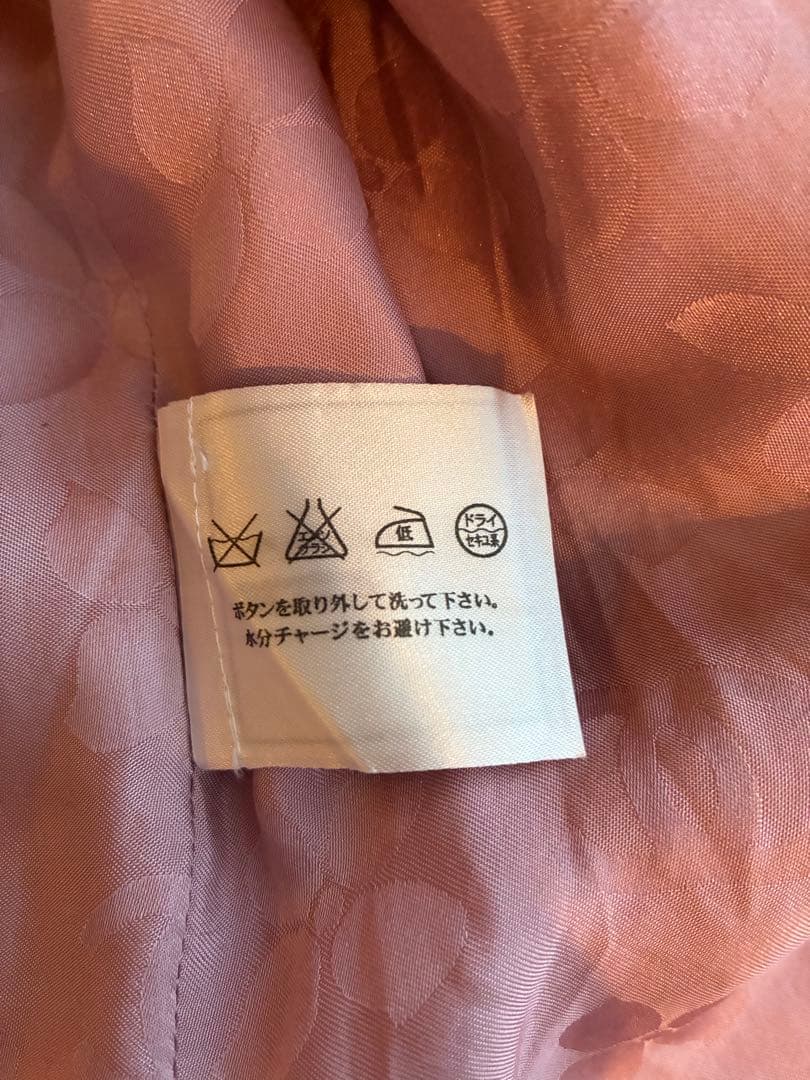 エンソ
サラシ
低
ドライ
セキユ系
ボタンを取り外して洗って下さい。
水分チャージをお避け下さい。